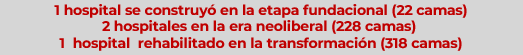 1 hospital se construyó en la etapa fundacional (22 camas)
2 hospitales en la era neoliberal (228 camas)
1 hospital rehabilitado en la transformación (318 camas)